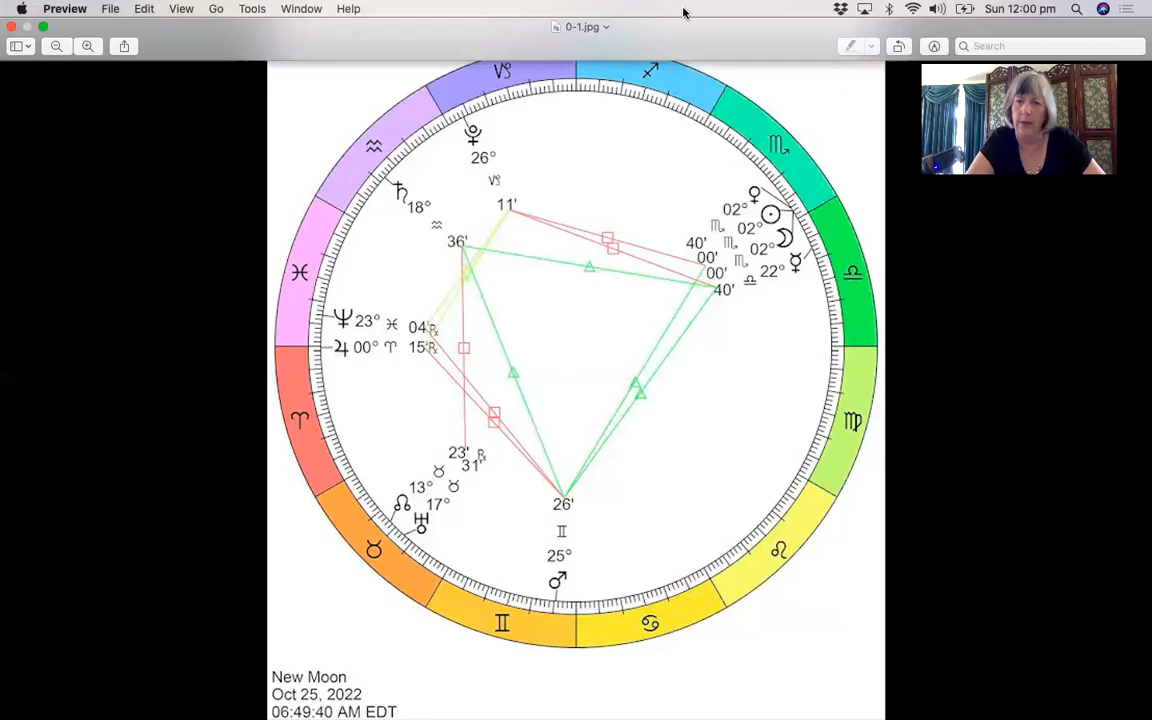 Preview File Edit View Go Tools Window Help Sun 12:00 pm
0-1.jpg
Search
♑ ♐
♒ ♏
♇
26°
♑
11'
♄ 18°
♒
36'
♀
02° ☉
♏ 02° ☽
40' ♏ 02° ☿
00' ♏ 22°
00' ♎
40'
♓ ♎
♆ 23° ♓ 04' ℞
♃ 00° ♈ 15' ℞
♈ ♍
23' ℞
31'
♉
13° ♉
☊ 17°
♅
26'
♊
25°
♂
♉ ♌
♊ ♋
New Moon
Oct 25, 2022
06:49:40 AM EDT